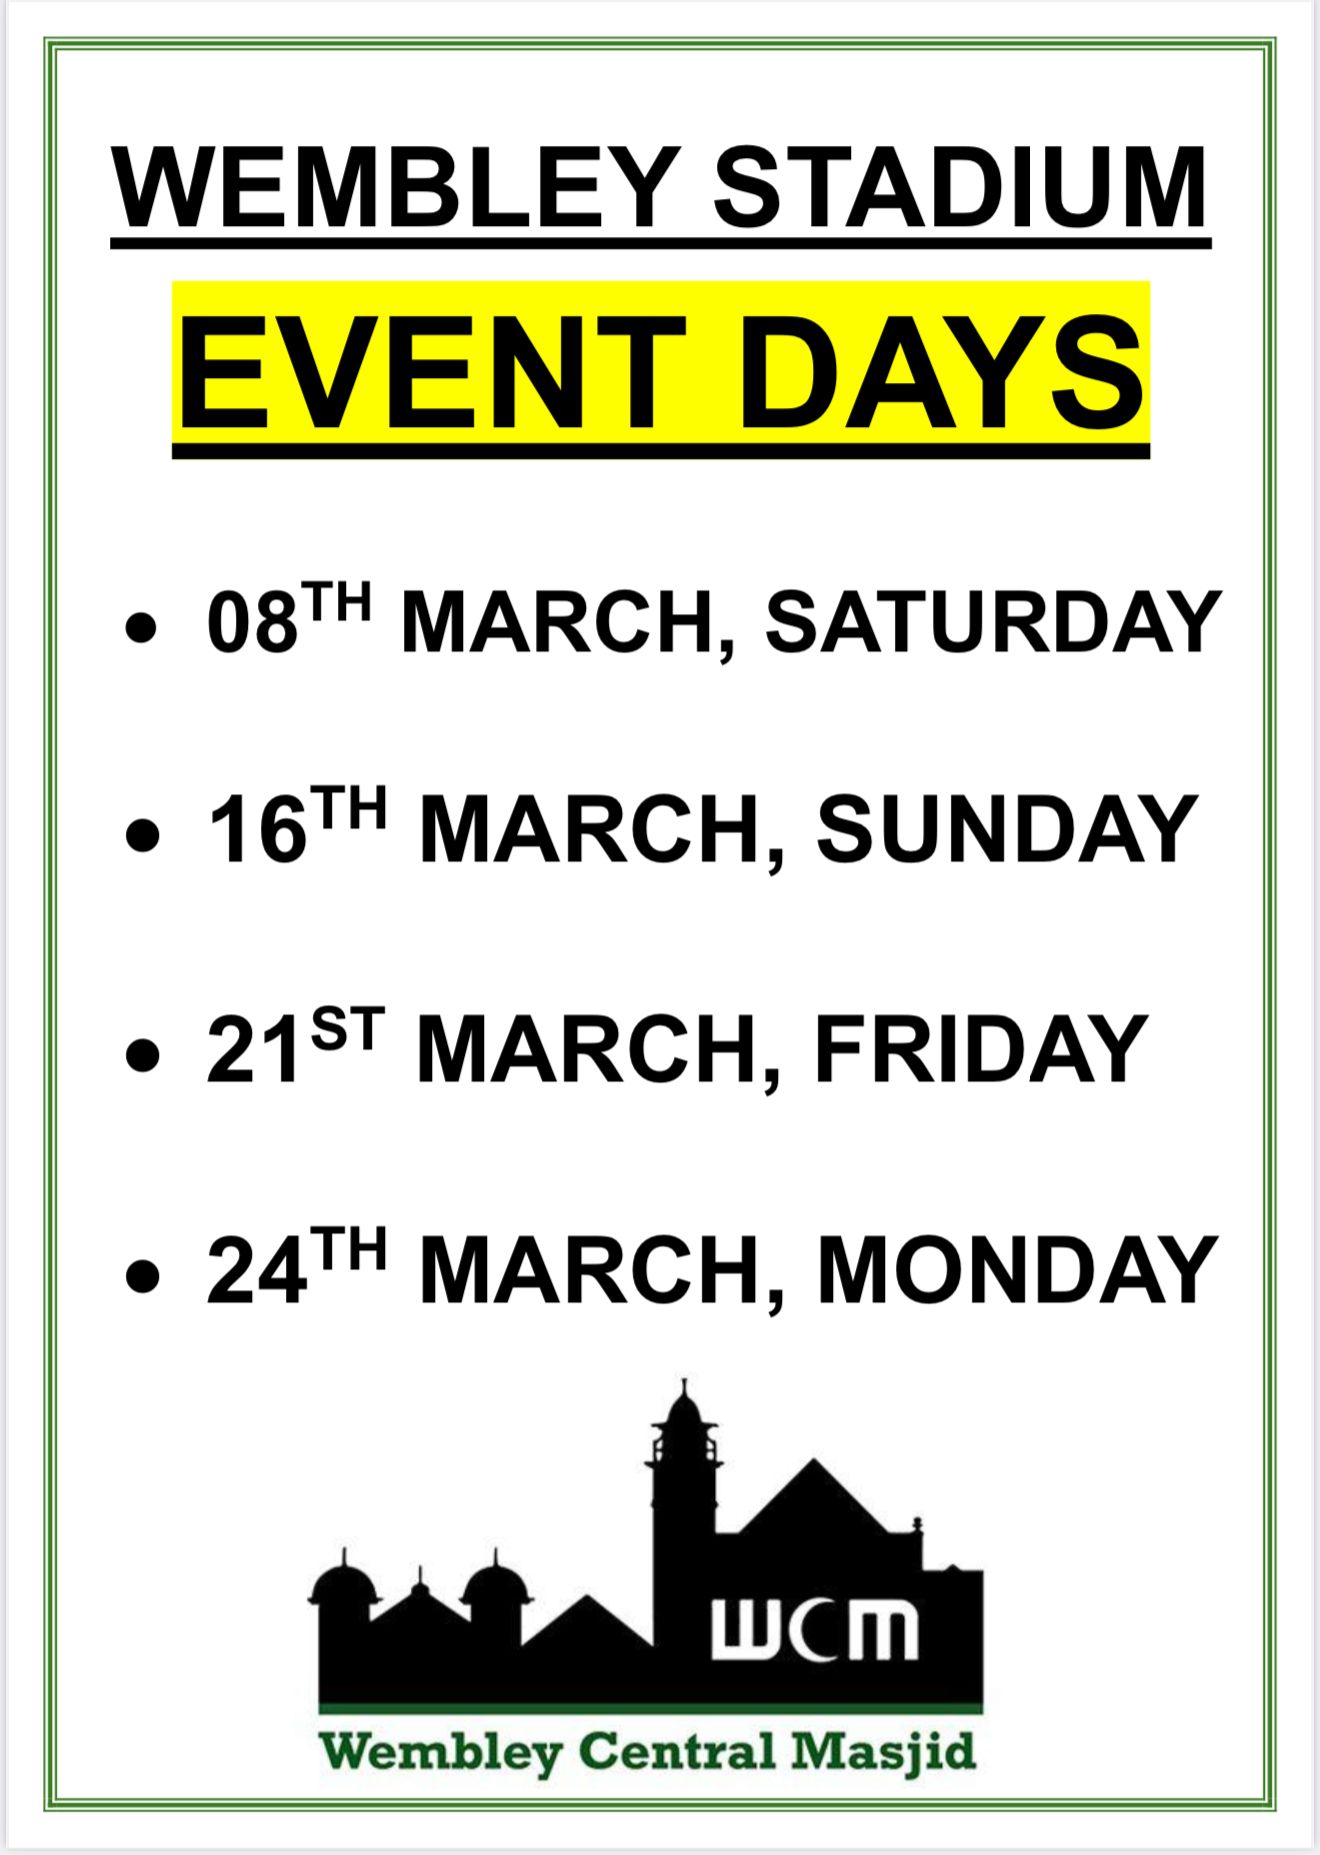 WEMBLEY STADIUM
EVENT DAYS
• 08TH MARCH, SATURDAY
• 16TH MARCH, SUNDAY
• 21ST MARCH, FRIDAY
• 24TH MARCH, MONDAY
WCM
Wembley Central Masjid